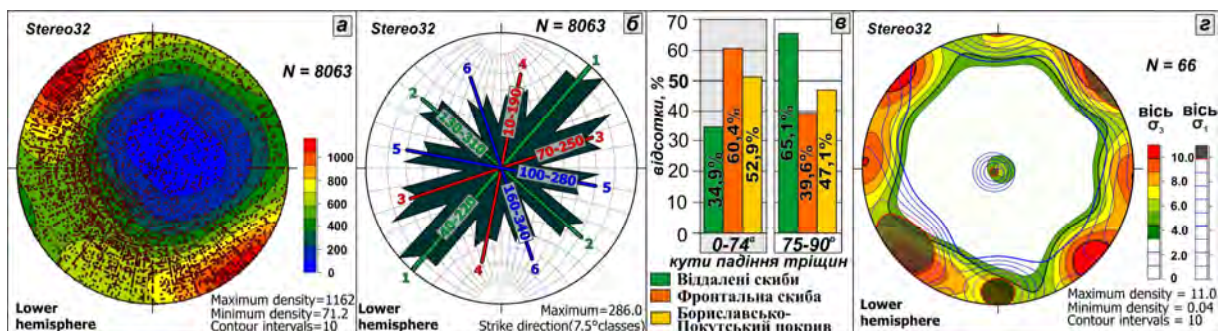 Stereo32
а
N = 8063
1000
800
600
400
200
0
Lower
hemisphere
Maximum density=1162
Minimum density=71.2
Contour intervals=10
Stereo32
б
N = 8063
6
4
1
2
3
5
10-190
70-250
130-310
100-280
160-340
40-220
5
3
2
1
4
6
Lower
hemisphere
Maximum=286.0
Strike direction(7.5°classes)
в
відсотки, %
70
60
50
40
30
20
10
0
34,9%
60,4%
52,9%
65,1%
39,6%
47,1%
0-74°
75-90°
кути падіння тріщин
Віддалені скиби
Фронтальна скиба
Бориславсько-
Покутський покрив
Stereo32
г
N = 66
вісь
σ3
вісь
σ1
10.0
8.0
6.0
4.0
2.0
0.0
Lower
hemisphere
Maximum density = 11.0
Minimum density = 0.04
Contour intervals = 10